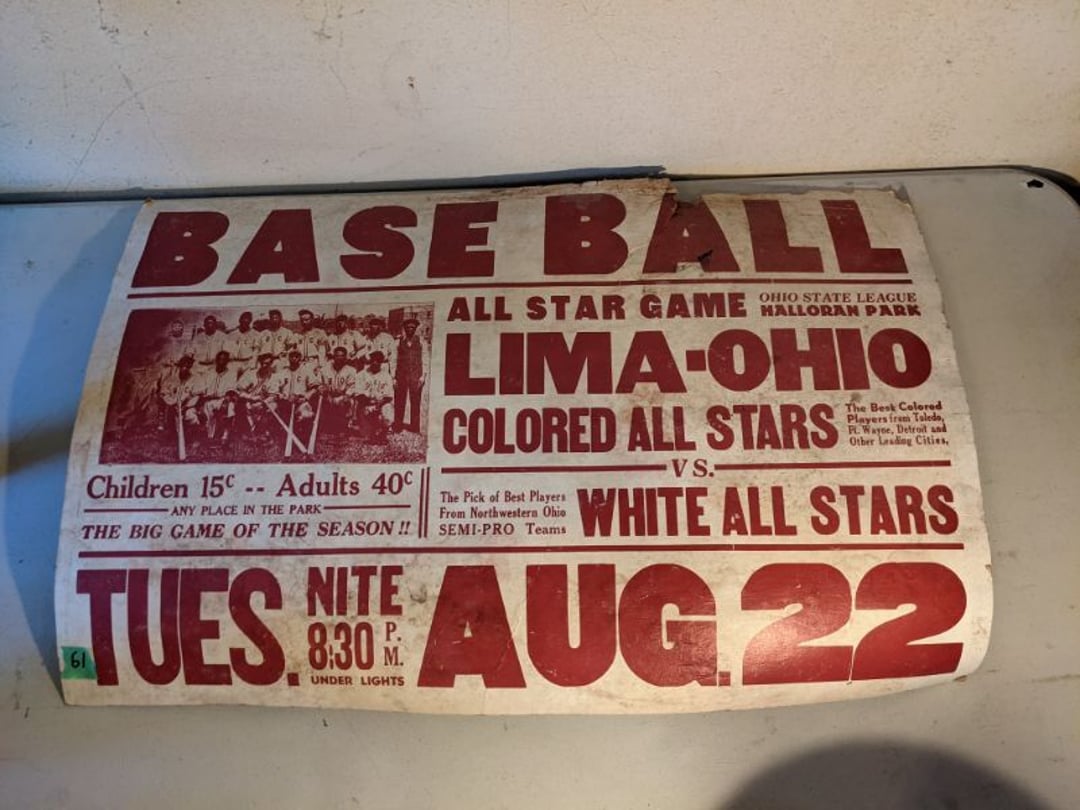 BASE BALL
ALL STAR GAME
OHIO STATE LEAGUE
HALLORAN PARK
LIMA-OHIO
COLORED ALL STARS
The Best Colored
Players from Toledo,
Ft. Wayne, Detroit and
Other Leading Cities,
VS.
The Pick of Best Players
From Northwestern Ohio
SEMI-PRO Teams
WHITE ALL STARS
Children 15c -- Adults 40c
ANY PLACE IN THE PARK
THE BIG GAME OF THE SEASON!!
TUES.
NITE
8:30 P.M.
UNDER LIGHTS
AUG. 22
61